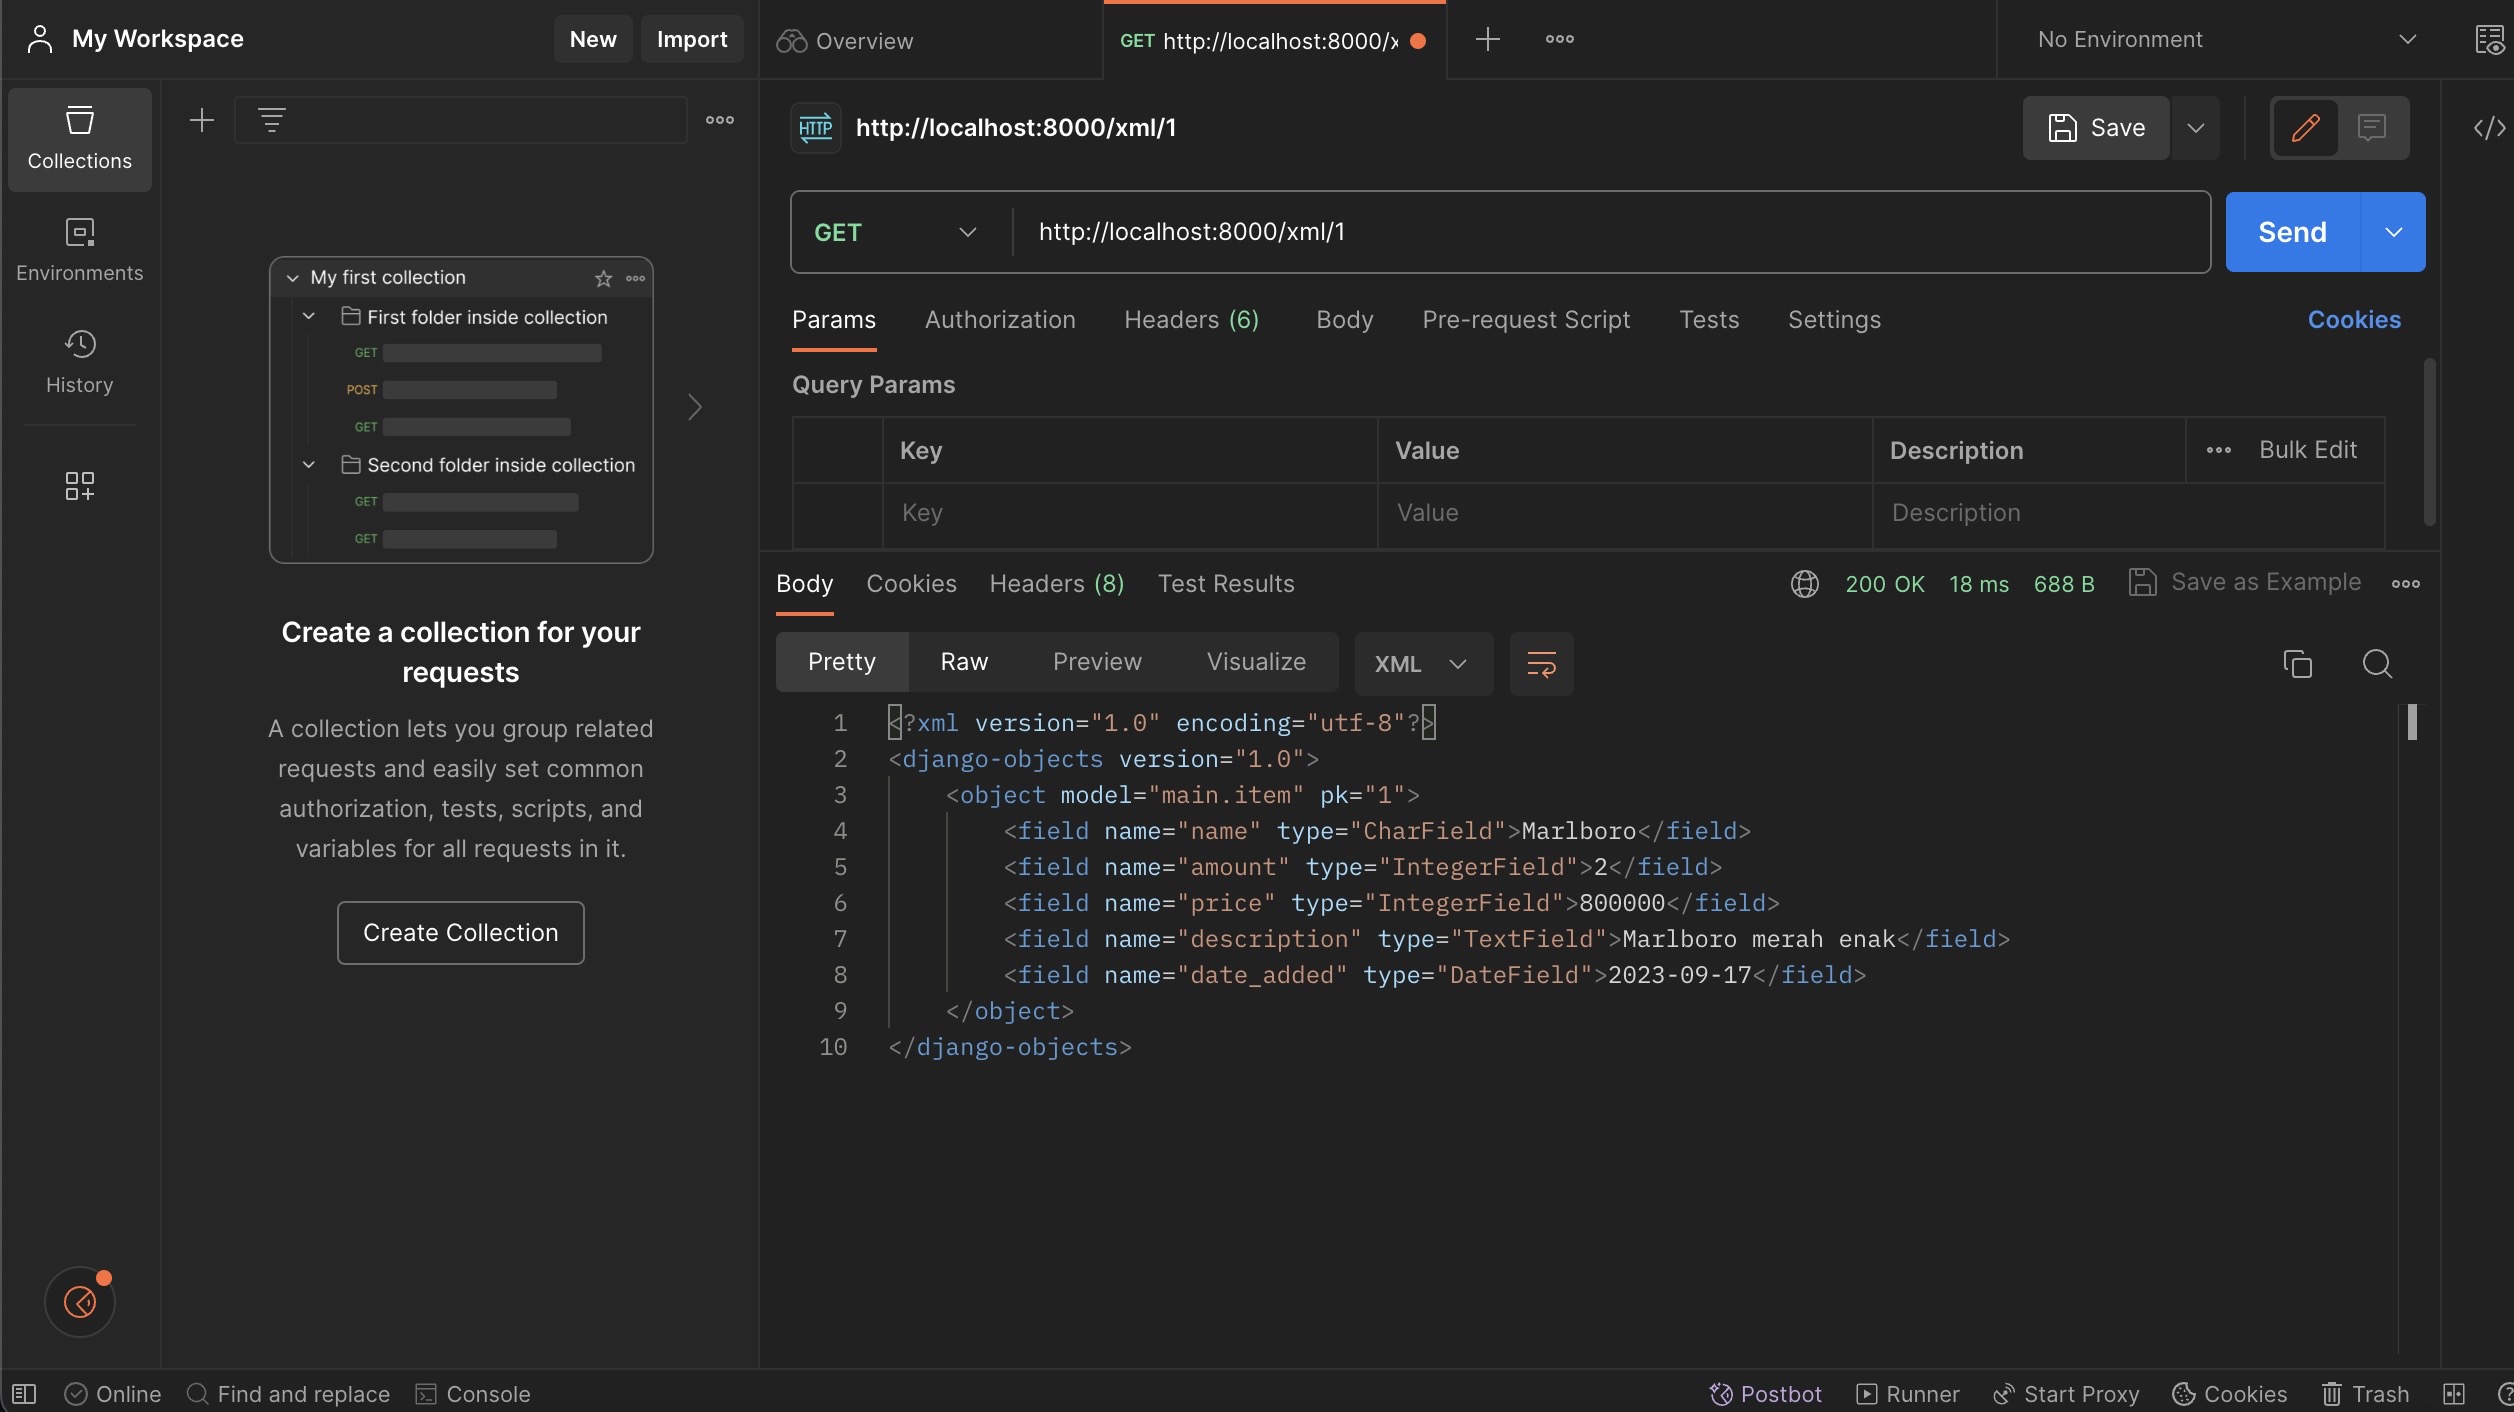 My Workspace
New
Import
Overview
GET http://localhost:8000/x
No Environment
Collections
Environments
History
My first collection
First folder inside collection
GET
POST
GET
Second folder inside collection
GET
GET
Create a collection for your
requests
A collection lets you group related
requests and easily set common
authorization, tests, scripts, and
variables for all requests in it.
Create Collection
HTTP http://localhost:8000/xml/1
Save
GET http://localhost:8000/xml/1
Send
Params Authorization Headers (6) Body Pre-request Script Tests Settings Cookies
Query Params
Key Value Description Bulk Edit
Key Value Description
Body Cookies Headers (8) Test Results 200 OK 18 ms 688 B Save as Example
Pretty Raw Preview Visualize XML
1 <?xml version="1.0" encoding="utf-8"?>
2 <django-objects version="1.0">
3 <object model="main.item" pk="1">
4 <field name="name" type="CharField">Marlboro</field>
5 <field name="amount" type="IntegerField">2</field>
6 <field name="price" type="IntegerField">800000</field>
7 <field name="description" type="TextField">Marlboro merah enak</field>
8 <field name="date_added" type="DateField">2023-09-17</field>
9 </object>
10 </django-objects>
Online Find and replace Console Postbot Runner Start Proxy Cookies Trash